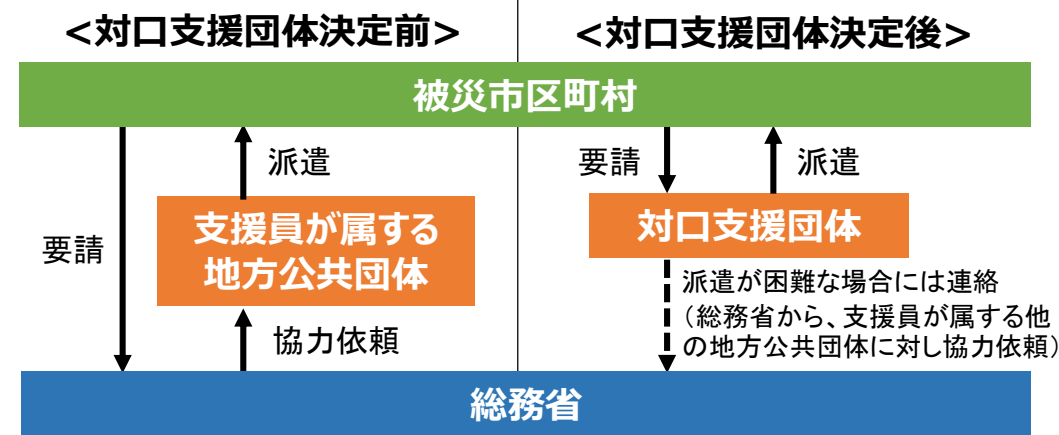 <対口支援団体決定前>
<対口支援団体決定後>
被災市区町村
派遣
要請
派遣
支援員が属する
地方公共団体
対口支援団体
要請
派遣が困難な場合には連絡
（総務省から、支援員が属する他
の地方公共団体に対し協力依頼）
協力依頼
総務省